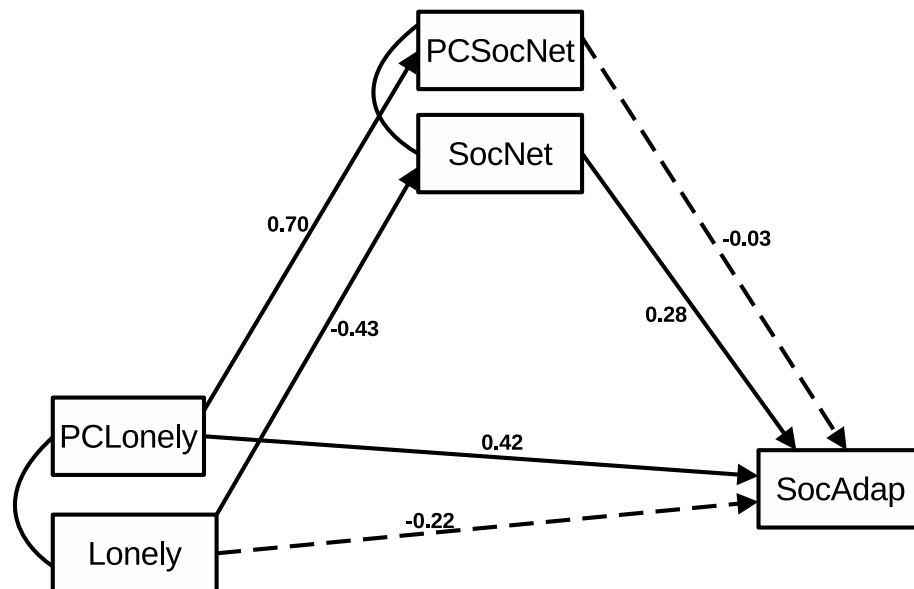 PCSocNet
SocNet
0.70
-0.03
0.28
-0.43
PCLonely
0.42
SocAdap
-0.22
Lonely